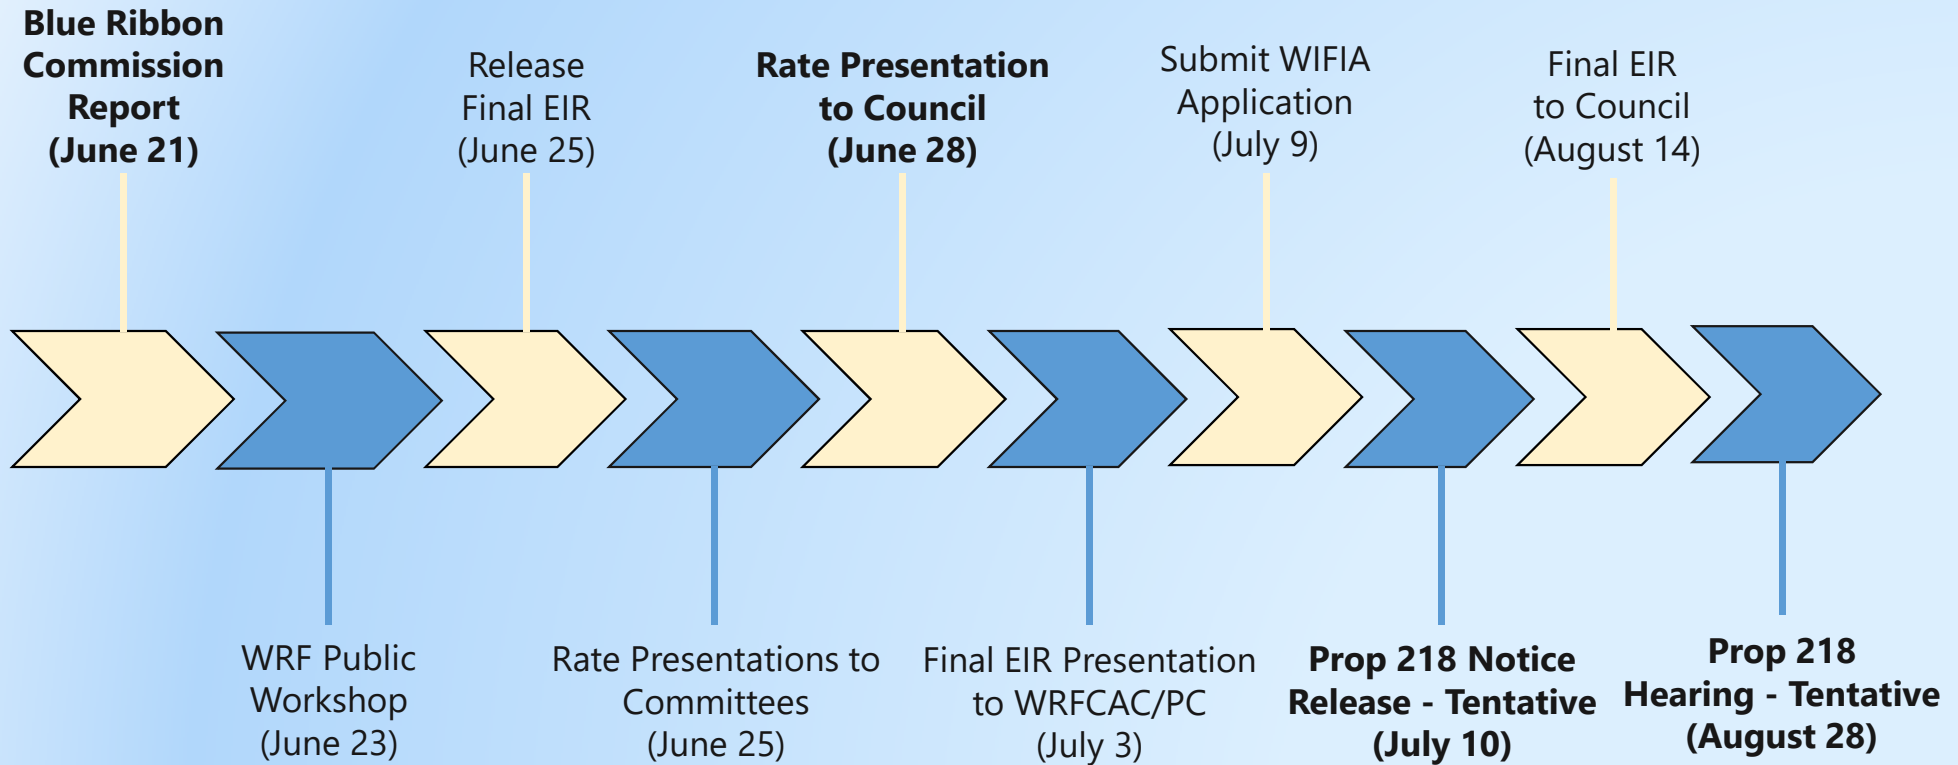 Blue Ribbon
Commission
Report
(June 21)
WRF Public
Workshop
(June 23)
Release
Final EIR
(June 25)
Rate Presentations to
Committees
(June 25)
Rate Presentation
to Council
(June 28)
Final EIR Presentation
to WRFCAC/PC
(July 3)
Submit WIFIA
Application
(July 9)
Prop 218 Notice
Release - Tentative
(July 10)
Final EIR
to Council
(August 14)
Prop 218
Hearing - Tentative
(August 28)